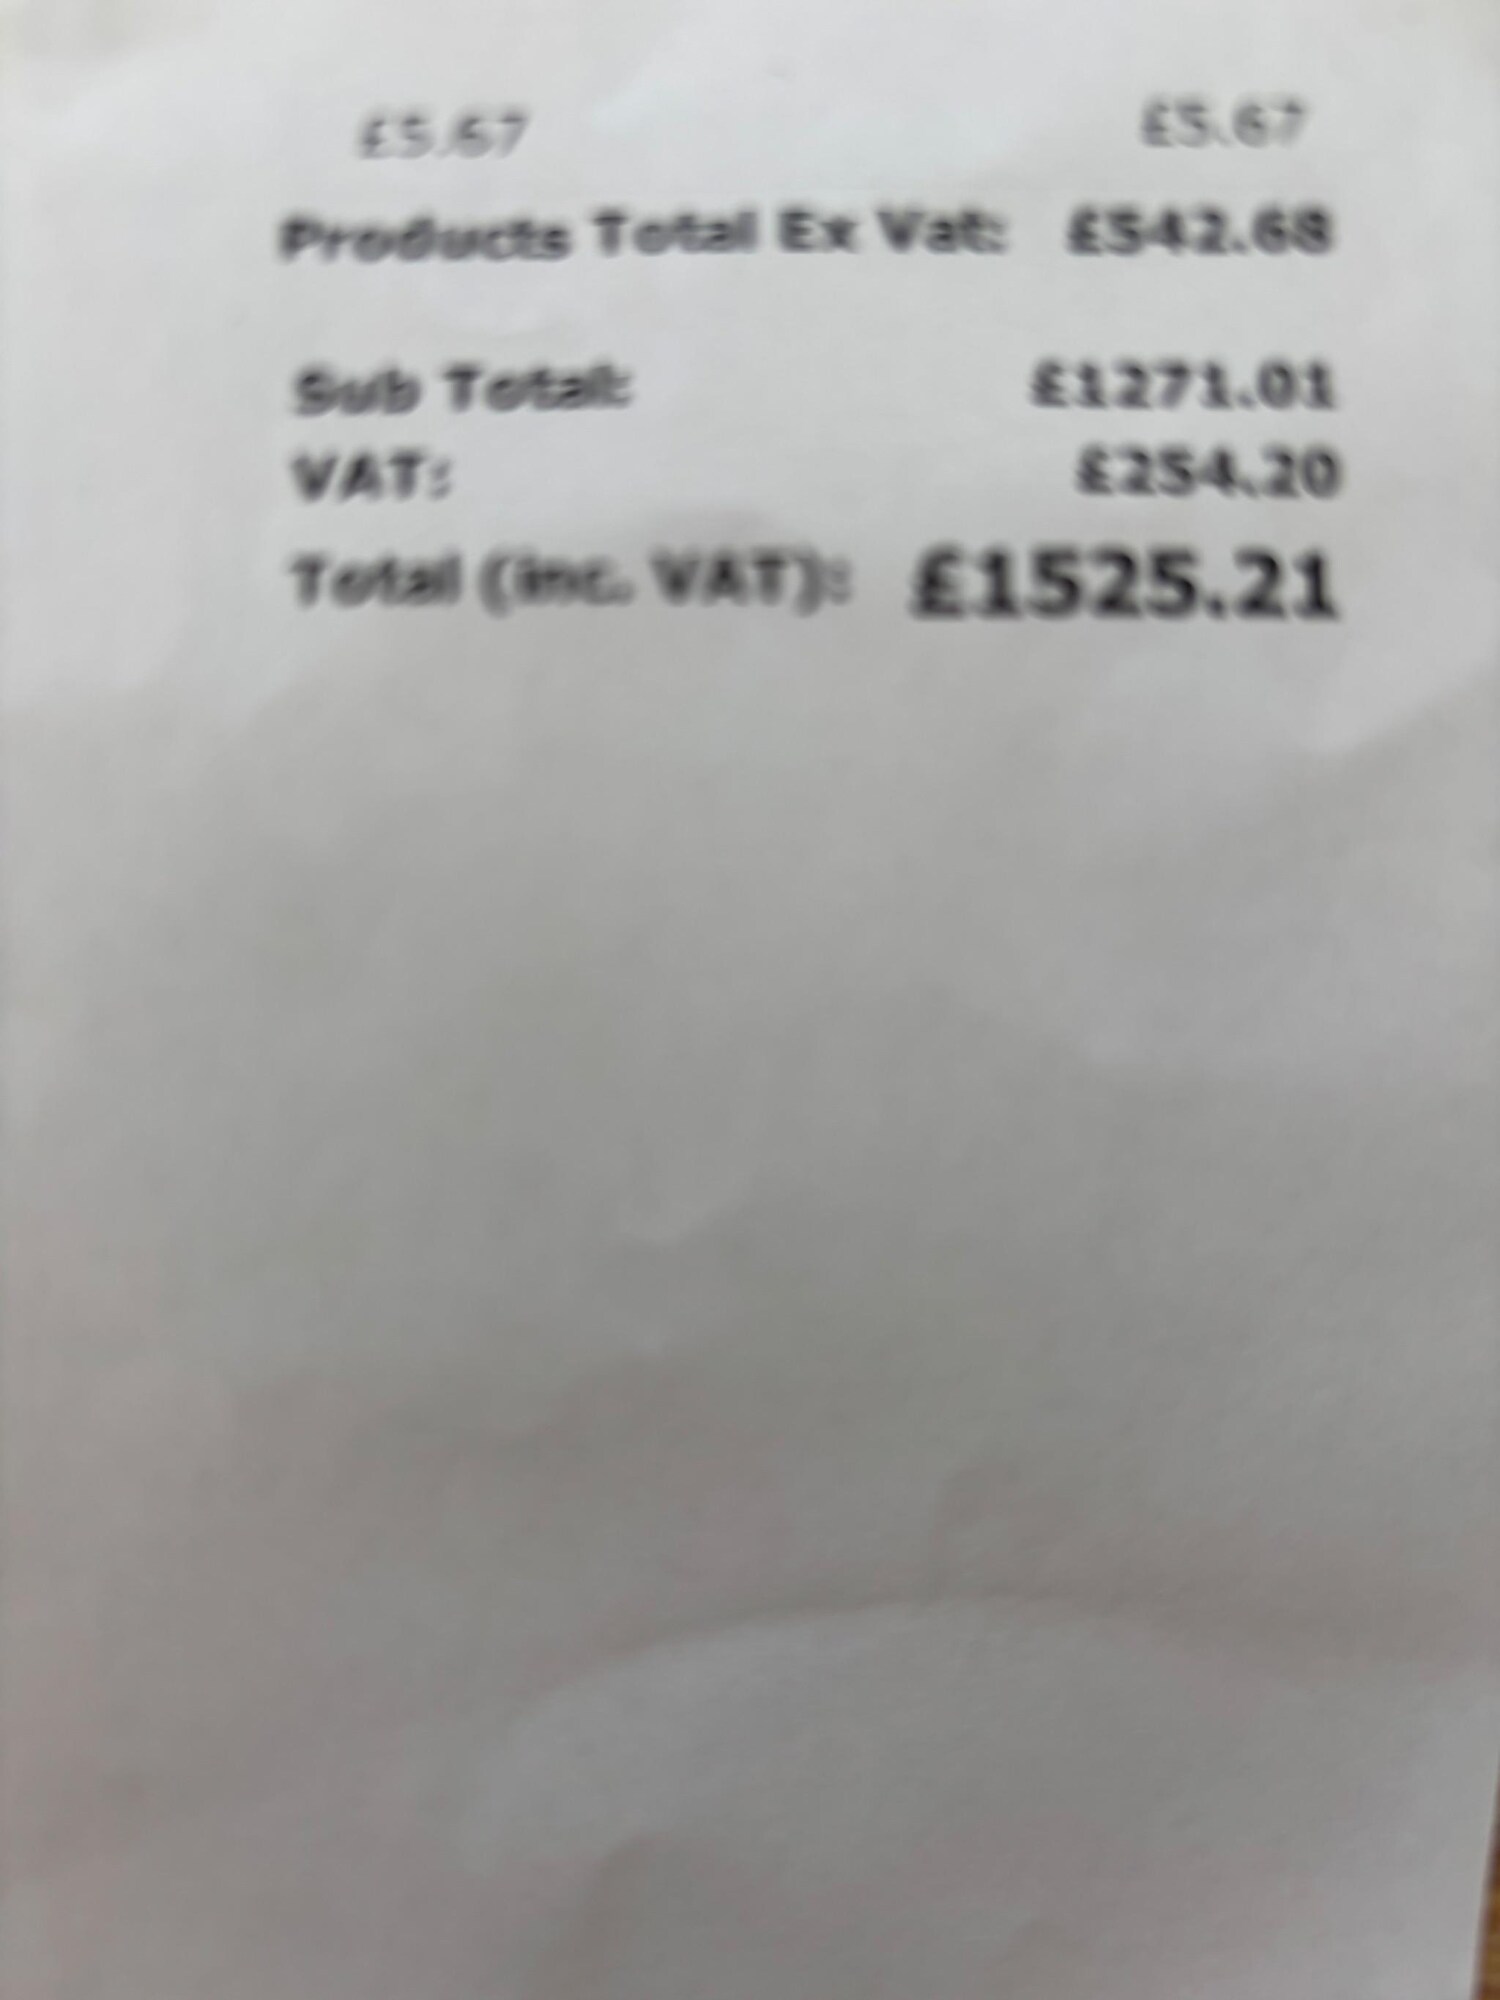 £5.67 £5.67
Products Total Ex Vat: £542.68
Sub Total: £1271.01
VAT: £254.20
Total (inc. VAT): £1525.21